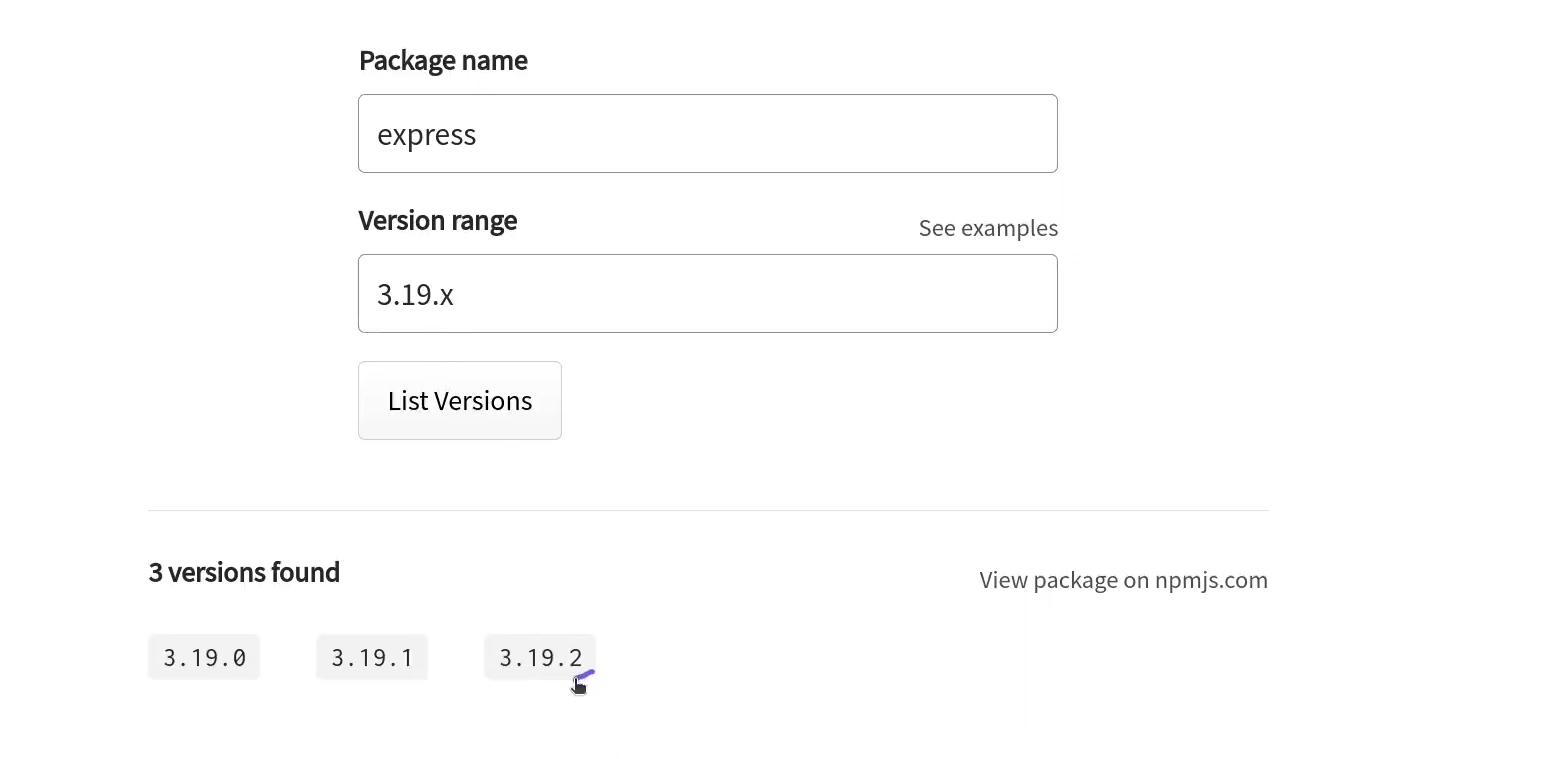 Package name
express
Version range
See examples
3.19.x
List Versions
3 versions found
View package on npmjs.com
3.19.0 3.19.1 3.19.2